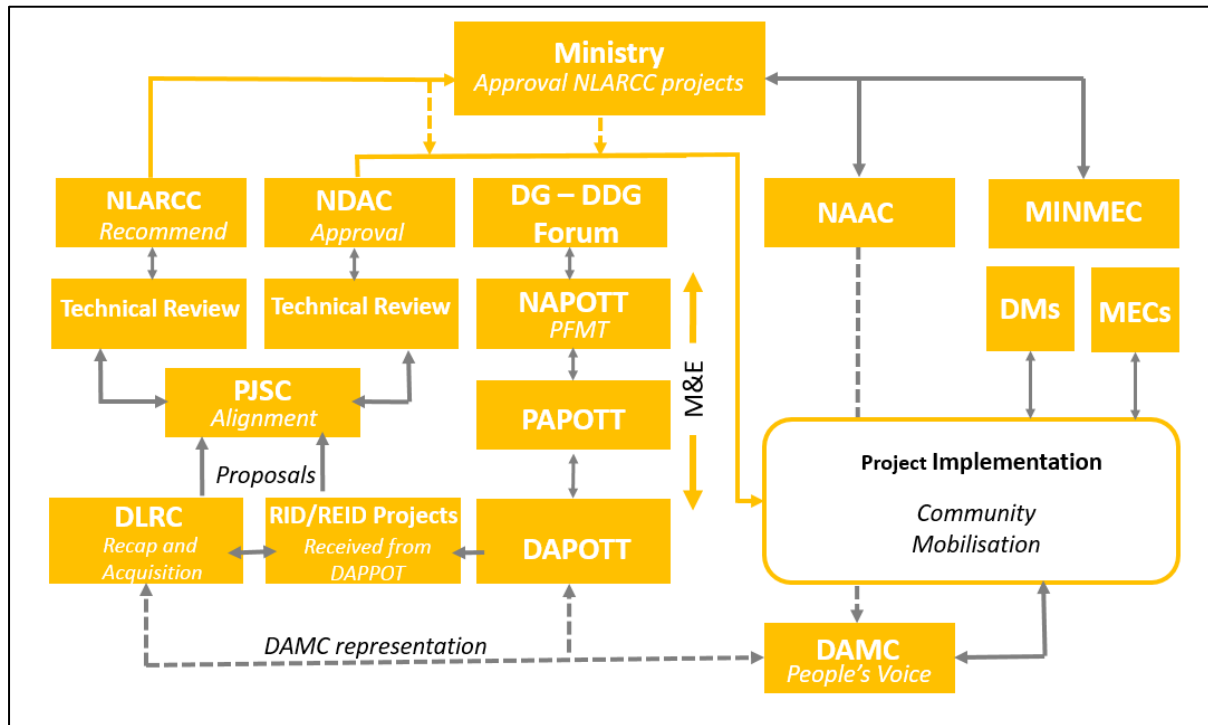 Ministry
Approval NLARCC projects
NLARCC
Recommend
NDAC
Approval
DG – DDG
Forum
NAAC
MINMEC
Technical Review
Technical Review
NAPOTT
PFMT
DMs
MECs
M&E
PJSC
Alignment
PAPOTT
Proposals
Project Implementation
Community
Mobilisation
DLRC
Recap and
Acquisition
RID/REID Projects
Received from
DAPPOT
DAPOTT
DAMC representation
DAMC
People's Voice